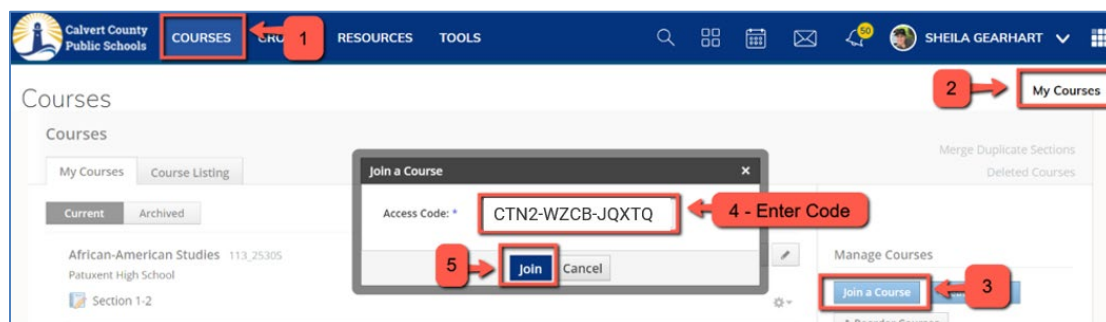 Calvert County
Public Schools
COURSES
1
RESOURCES
TOOLS
50
SHEILA GEARHART
2
My Courses
Courses
Courses
Merge Duplicate Sections
Deleted Courses
My Courses
Course Listing
Join a Course
×
Current
Archived
Access Code: *
CTN2-WZCB-JQXTQ
4 - Enter Code
African-American Studies 113_25305
Patuxent High School
Section 1-2
5
Join
Cancel
Manage Courses
Join a Course
3
Reorder Courses